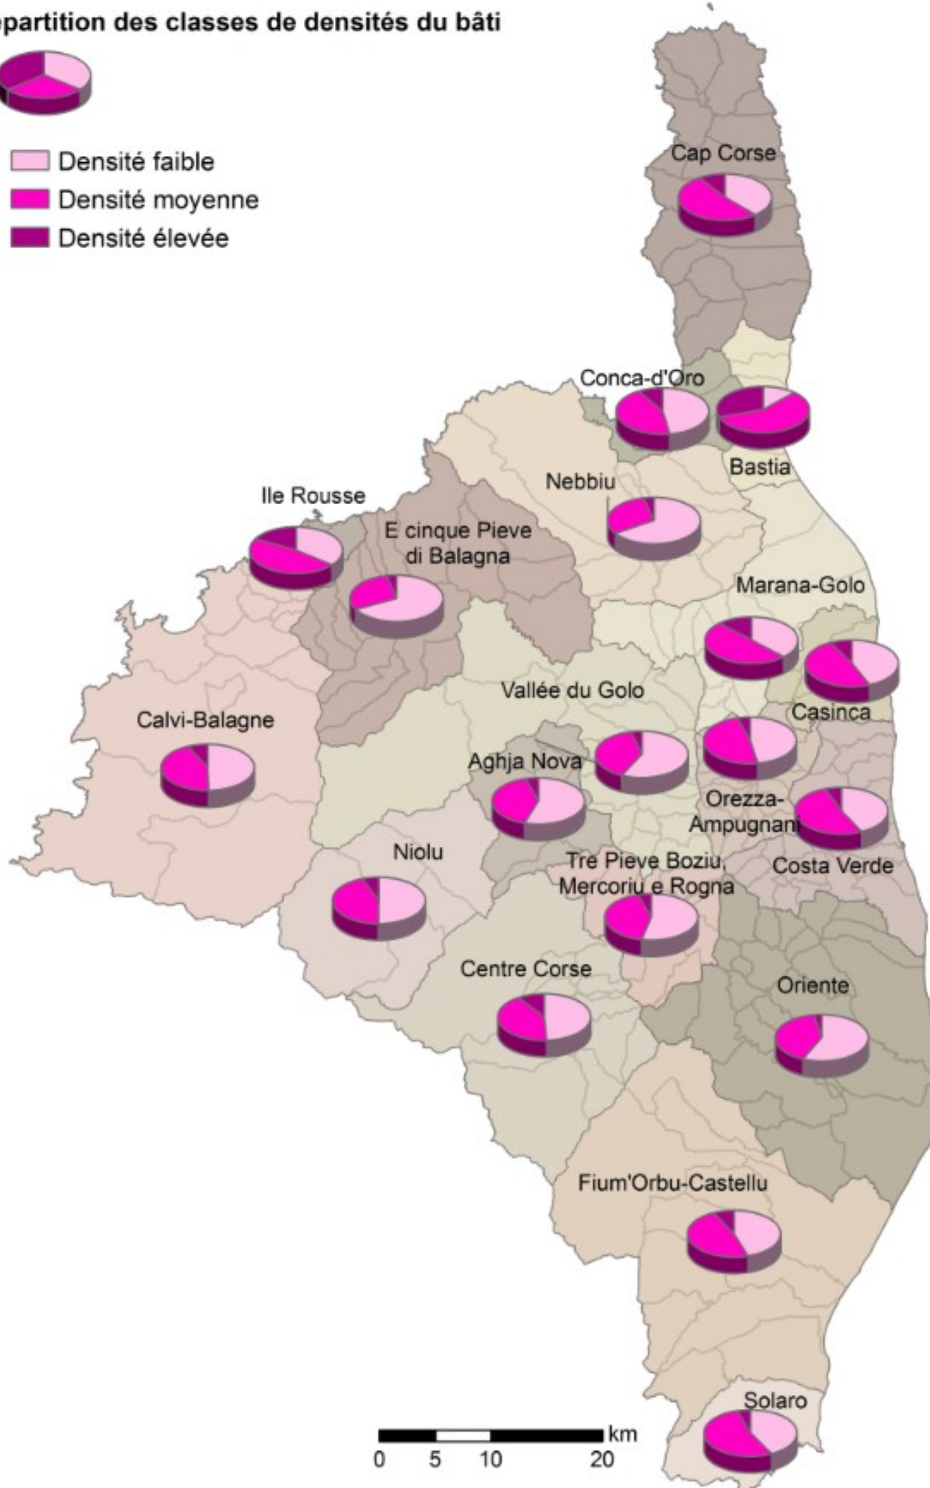 partition des classes de densités du bâti
Densité faible
Densité moyenne
Densité élevée
Cap Corse
Conca-d'Oro
Bastia
Nebbiu
Ile Rousse
E cinque Pieve
di Balagna
Marana-Golo
Vallée du Golo
Casinca
Calvi-Balagne
Aghja Nova
Orezza-
Ampugnani
Costa Verde
Niolu
Tre Pieve Boziu,
Mercoriu e Rogna
Centre Corse
Oriente
Fium'Orbu-Castellu
Solaro
km
0 5 10 20